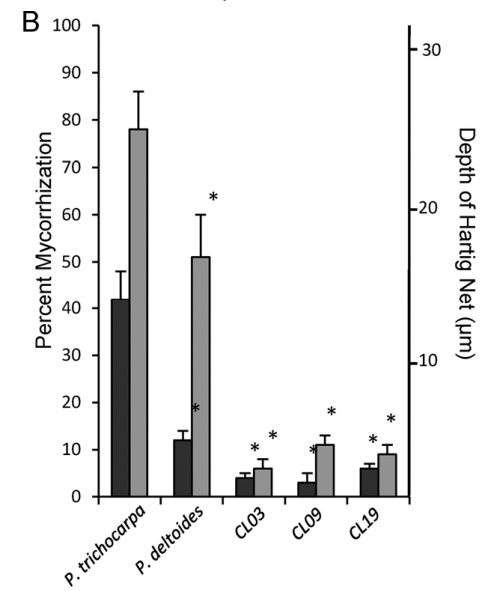 B
Percent Mycorrhization
100
90
80
70
60
50
40
30
20
10
0
30
20
10
Depth of Hartig Net (µm)
*
*
*
*
*
*
*
*
P. trichocarpa
P. deltoides
CL03
CL09
CL19